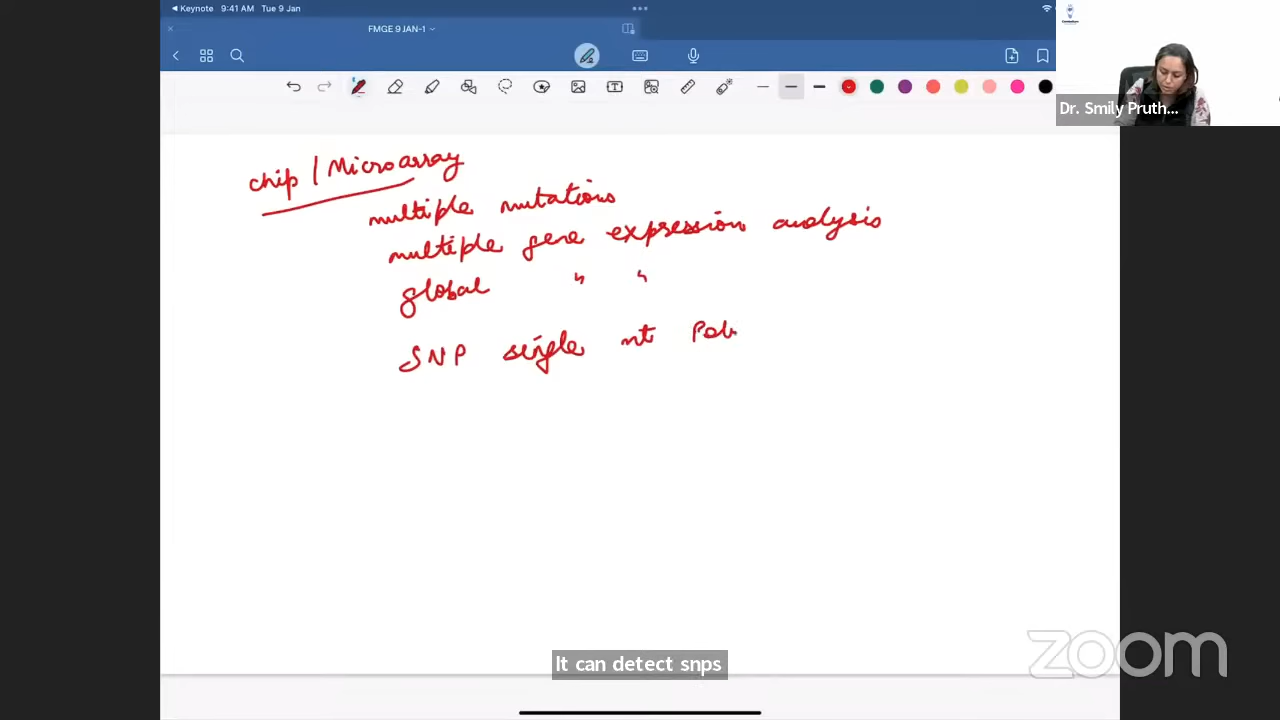 Keynote 9:41 AM Tue 9 Jan
FMGE 9 JAN-1
Dr. Smily Pruth...
chip / Microarray
multiple mutations
multiple gene expression analysis
global " "
SNP single nt Pol
It can detect snps
zoom